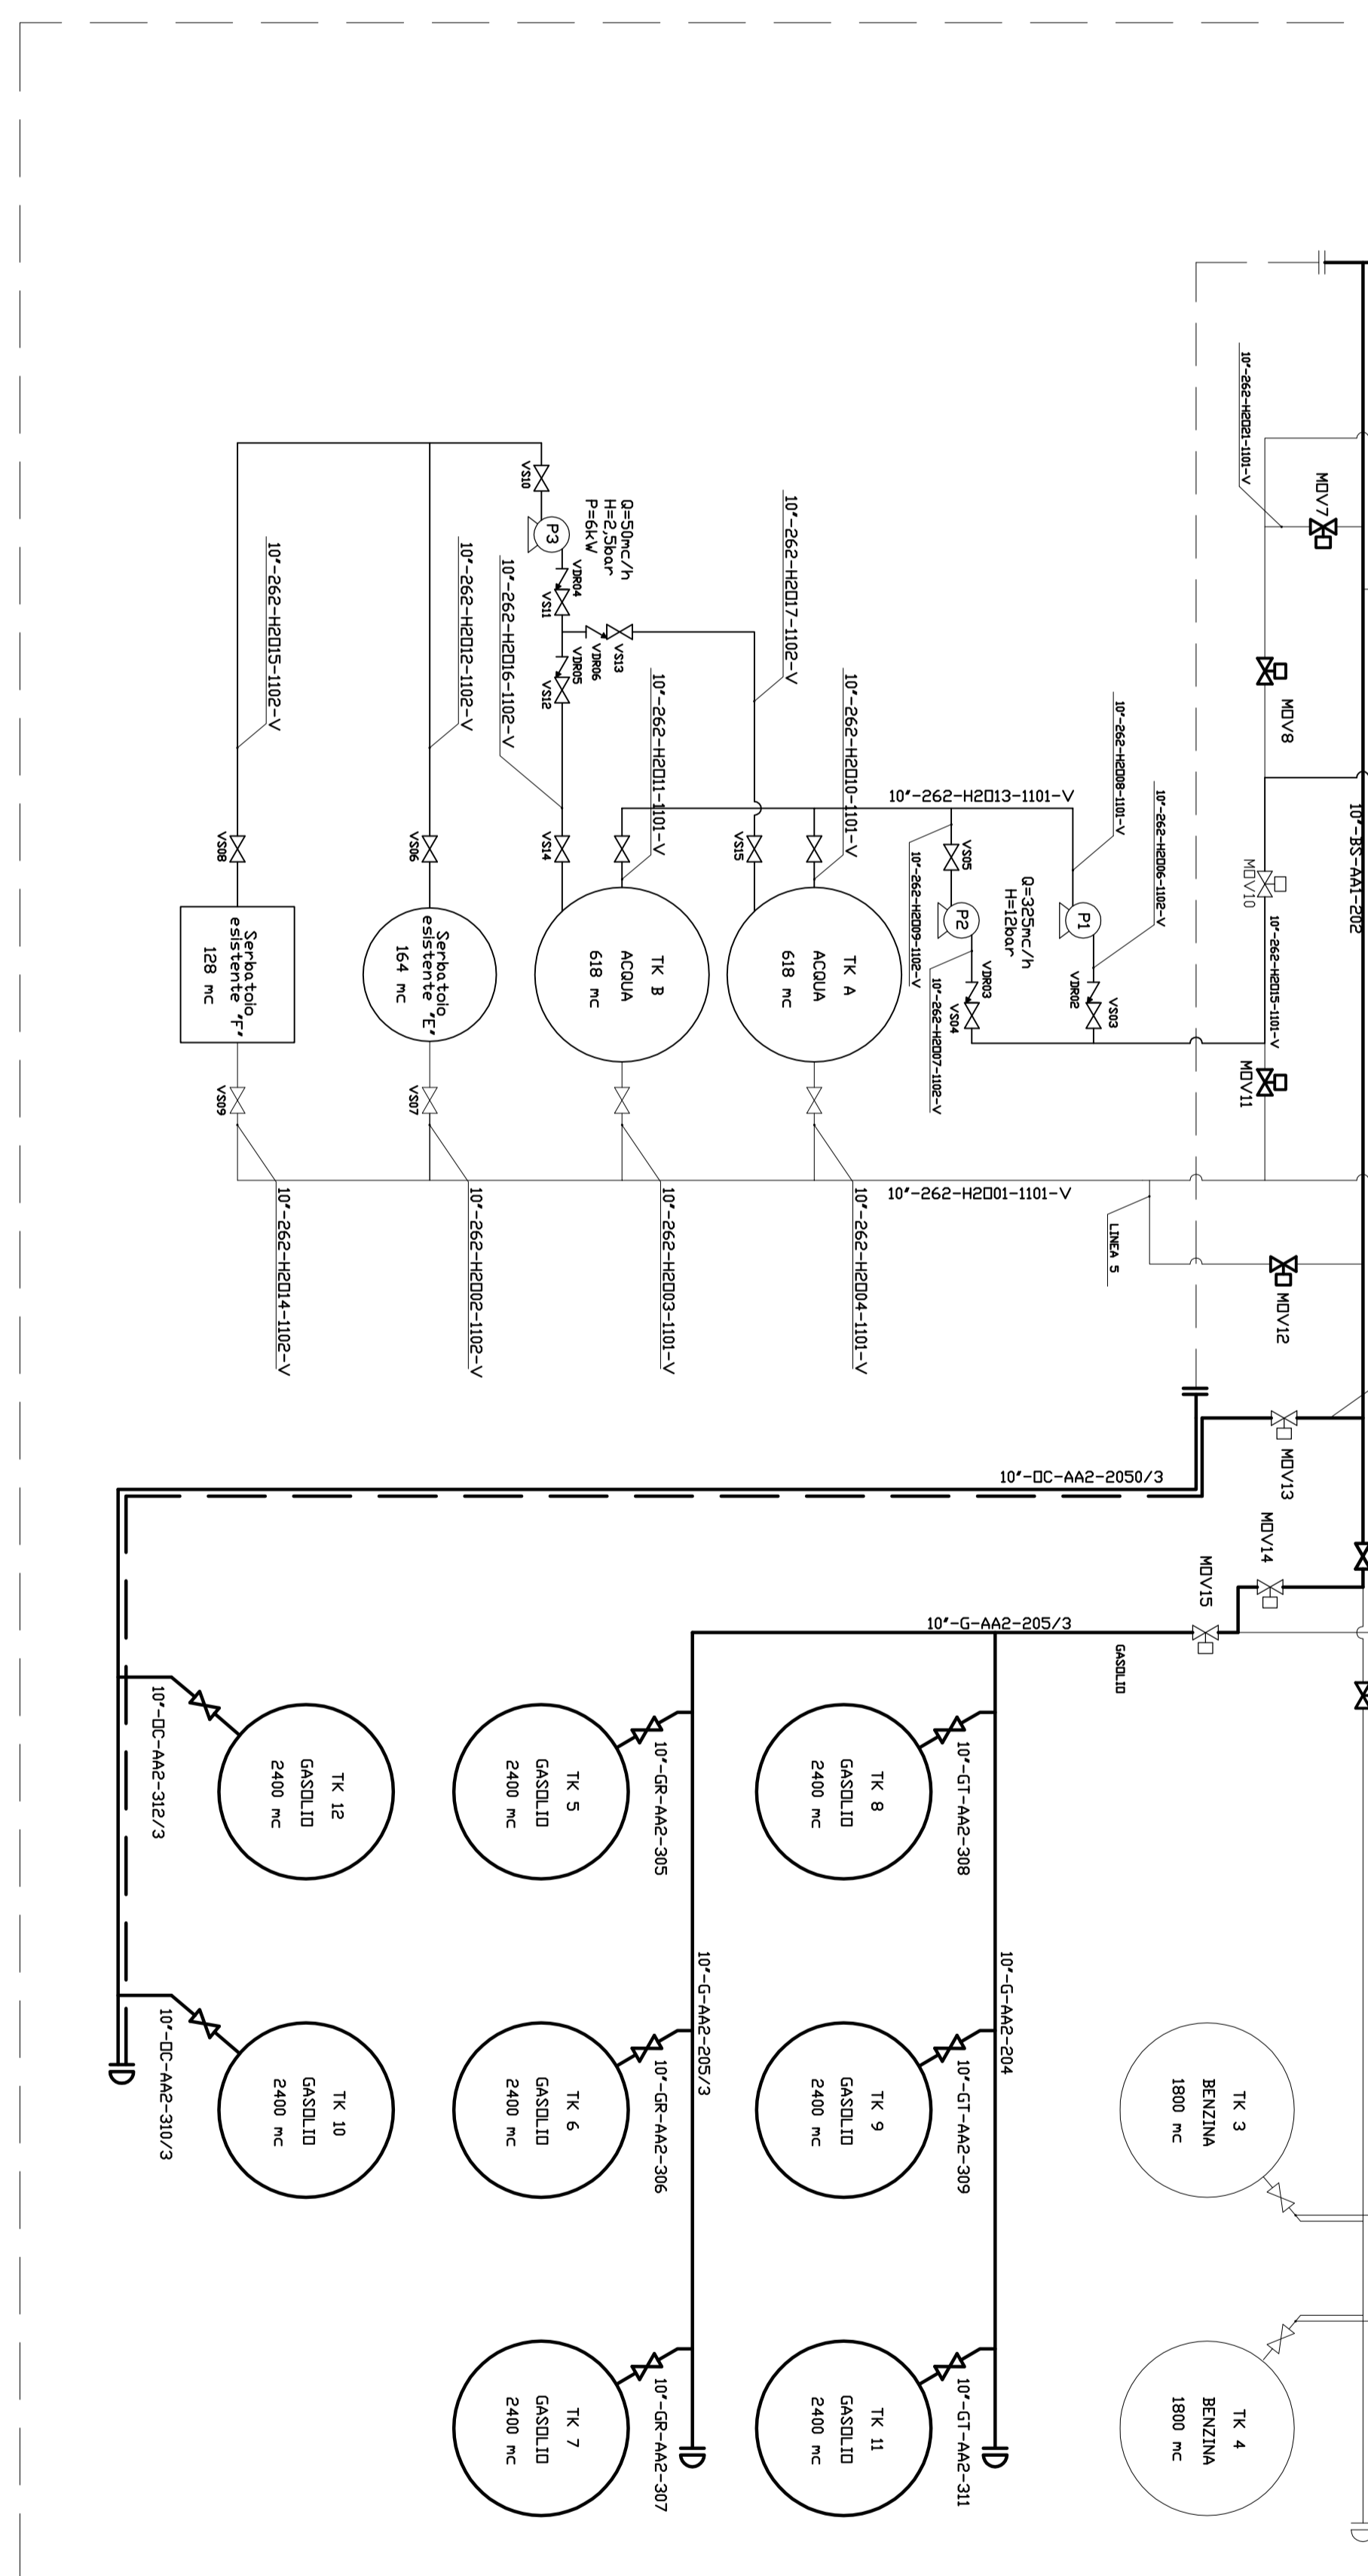 10"-262-H2O21-1101-V
MOV7
MOV8
10"-BS-AA1-202
MOV10
10"-262-H2O15-1101-V
MOV11
MOV12
MOV13
MOV14
MOV15
10"-262-H2O08-1101-V
10"-262-H2O06-1102-V
10"-262-H2O13-1101-V
VS05
10"-262-H2O09-1102-V
Q=325mc/h
H=12bar
P1
P2
VDR02
VS03
VDR03
VS04
10"-262-H2O07-1102-V
VS10
P3
Q=50mc/h
H=2,5bar
P=6kW
VDR04
VS11
VS13
VDR06
VDR05
VS12
10"-262-H2O17-1102-V
10"-262-H2O10-1101-V
10"-262-H2O11-1101-V
10"-262-H2O16-1102-V
10"-262-H2O12-1102-V
10"-262-H2O15-1102-V
VS15
VS14
VS06
VS08
TK A
ACQUA
618 mc
TK B
ACQUA
618 mc
Serbatoio
esistente "E"
164 mc
Serbatoio
esistente "F"
128 mc
VS07
VS09
10"-262-H2O01-1101-V
LINEA 5
10"-262-H2O04-1101-V
10"-262-H2O03-1101-V
10"-262-H2O02-1102-V
10"-262-H2O14-1102-V
10"-OC-AA2-2050/3
10"-G-AA2-205/3
GASOLIO
10"-OC-AA2-312/3
TK 12
GASOLIO
2400 mc
TK 5
GASOLIO
2400 mc
10"-GR-AA2-305
TK 8
GASOLIO
2400 mc
10"-GT-AA2-308
10"-G-AA2-205/3
10"-G-AA2-204
10"-OC-AA2-310/3
TK 10
GASOLIO
2400 mc
TK 6
GASOLIO
2400 mc
10"-GR-AA2-306
TK 9
GASOLIO
2400 mc
10"-GT-AA2-309
TK 3
BENZINA
1800 mc
TK 7
GASOLIO
2400 mc
10"-GR-AA2-307
TK 11
GASOLIO
2400 mc
10"-GT-AA2-311
TK 4
BENZINA
1800 mc